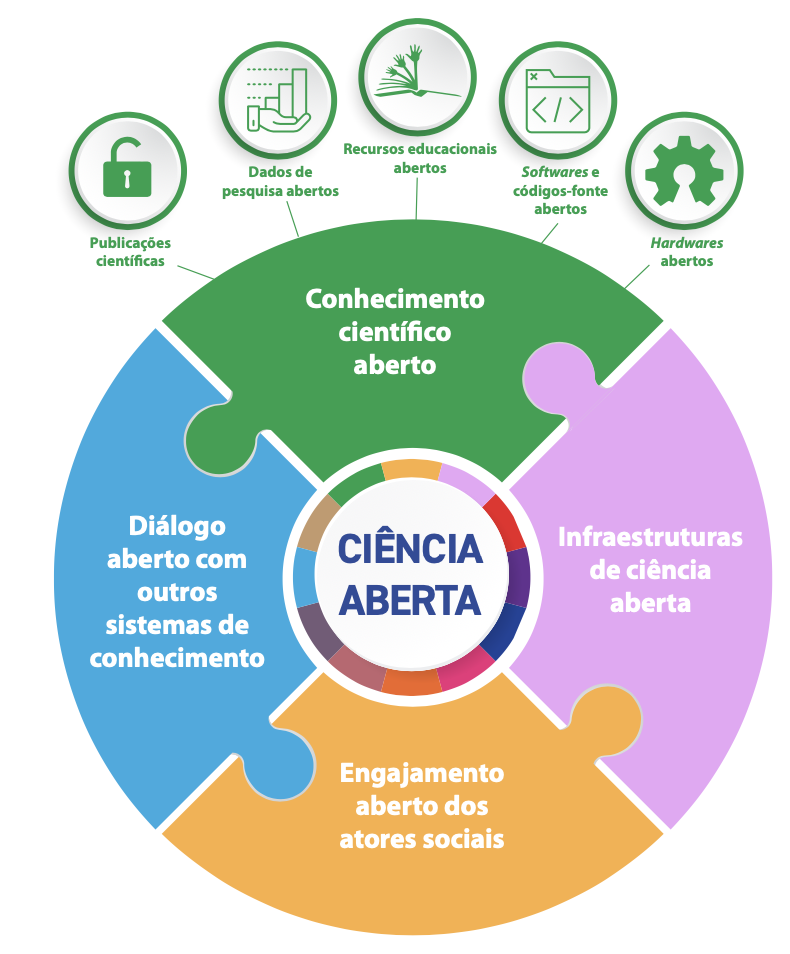 Publicações
científicas
Dados de
pesquisa abertos
Recursos educacionais
abertos
Softwares e
códigos-fonte
abertos
Hardwares
abertos
Conhecimento
científico
aberto
Diálogo
aberto com
outros
sistemas de
conhecimento
CIÊNCIA
ABERTA
Infraestruturas
de ciência
aberta
Engajamento
aberto dos
atores sociais